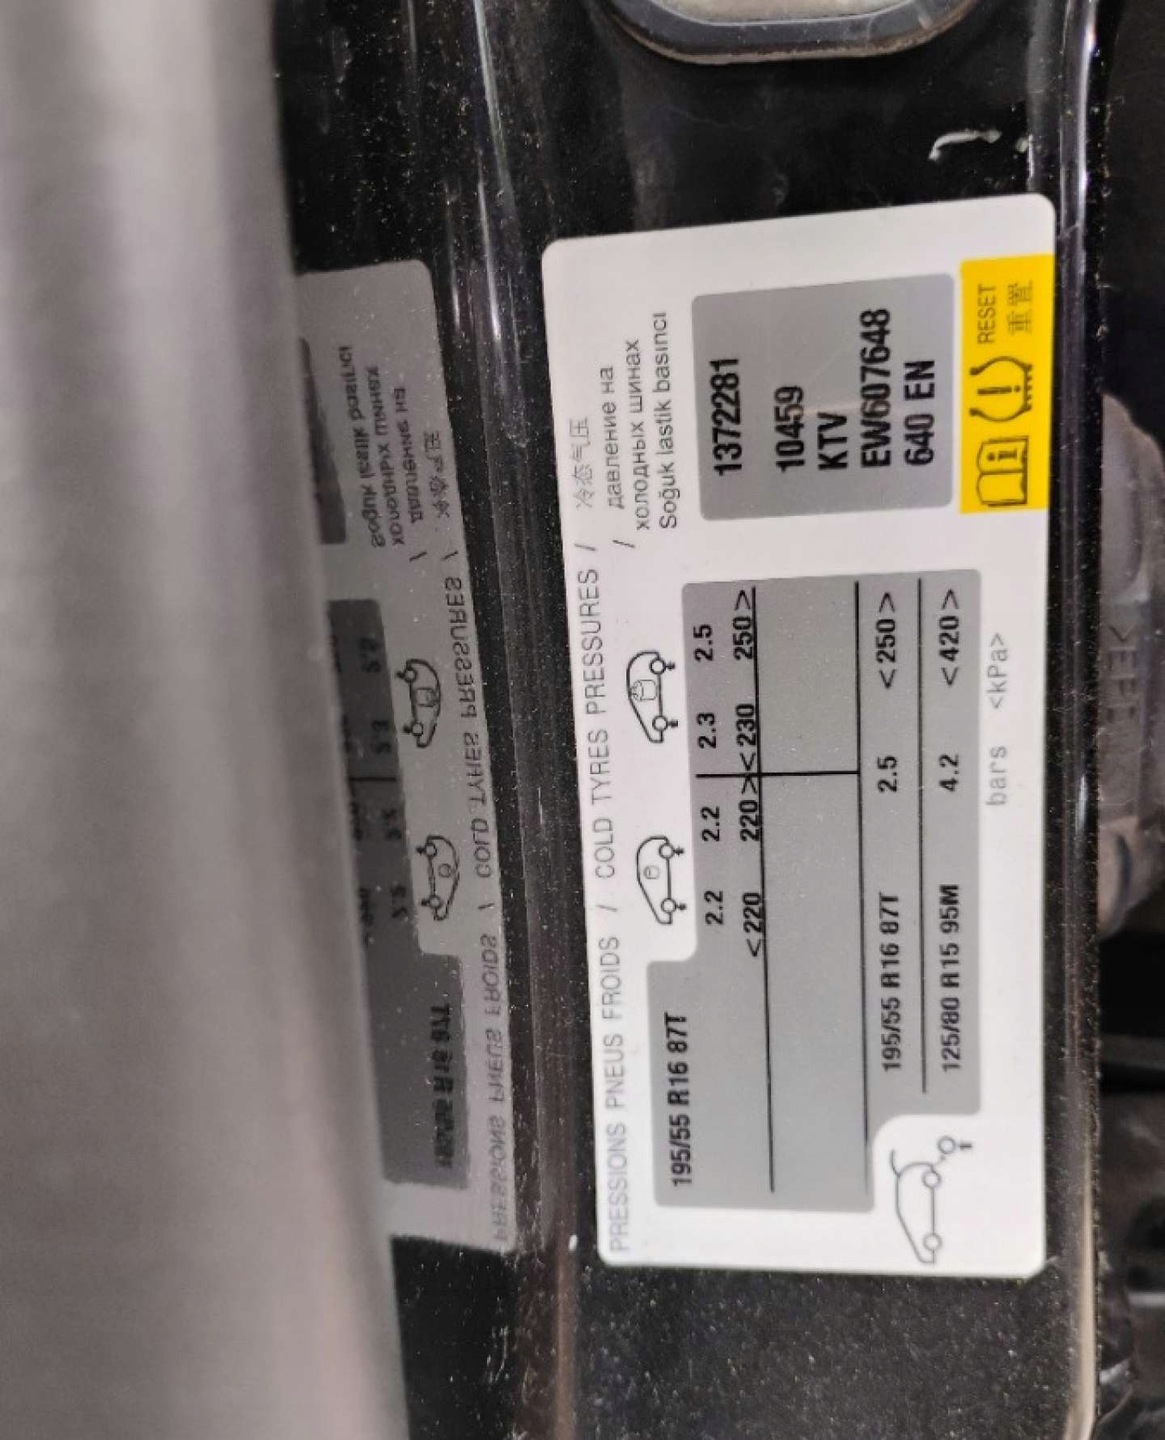 PRESSIONS PNEUS FROIDS / COLD TYRES PRESSURES / 冷态气压
/ давление на
холодных шинах
Soğuk lastik basıncı
195/55 R16 87T 2.2 2.2 2.3 2.5
<220 220> <230 250>
195/55 R16 87T 2.5 <250>
125/80 R15 95M 4.2 <420>
bars <kPa>
1372281
10459
KTV
EW607648
640 EN
RESET
重置